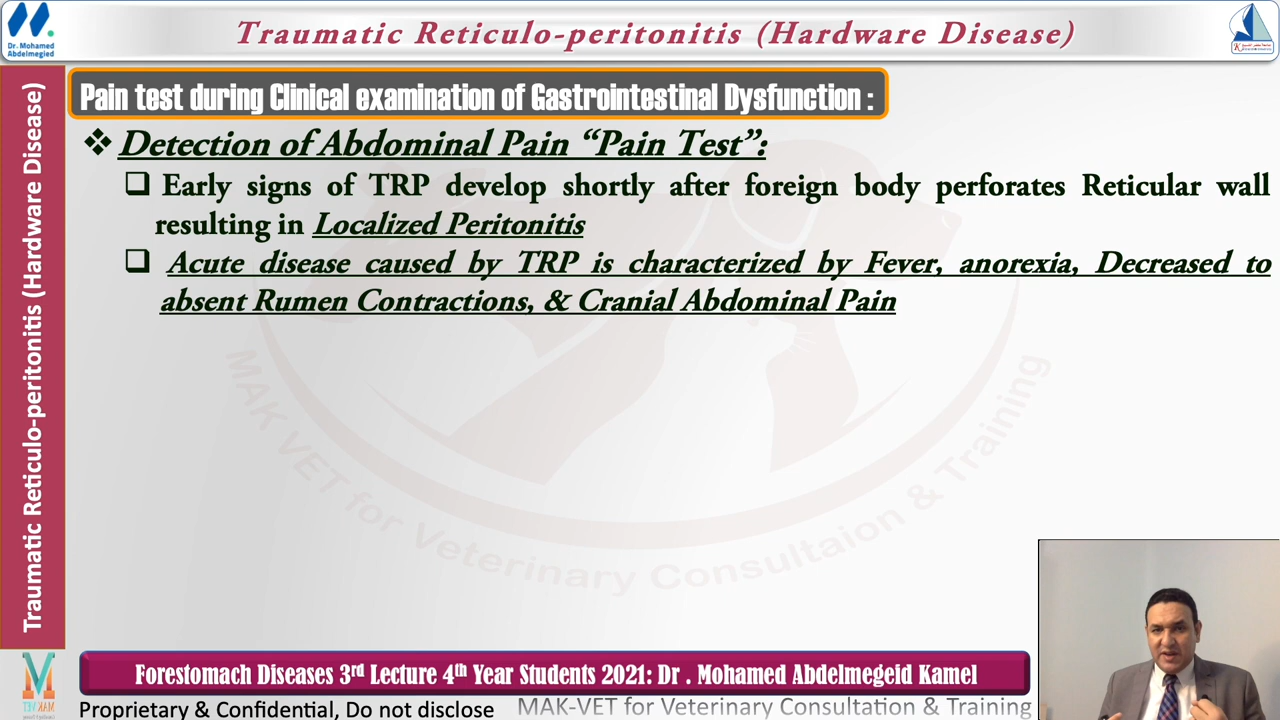 Dr. Mohamed
Abdelmegied
Traumatic Reticulo-peritonitis (Hardware Disease)
Traumatic Reticulo-peritonitis (Hardware Disease)
Pain test during Clinical examination of Gastrointestinal Dysfunction :
❖ Detection of Abdominal Pain “Pain Test”:
❑ Early signs of TRP develop shortly after foreign body perforates Reticular wall
resulting in Localized Peritonitis
❑ Acute disease caused by TRP is characterized by Fever, anorexia, Decreased to
absent Rumen Contractions, & Cranial Abdominal Pain
MAK VET for Veterinary Consultaion & Training
MAK-VET
Forestomach Diseases 3rd Lecture 4th Year Students 2021: Dr . Mohamed Abdelmegeid Kamel
Proprietary & Confidential, Do not disclose
MAK-VET for Veterinary Consultation & Training